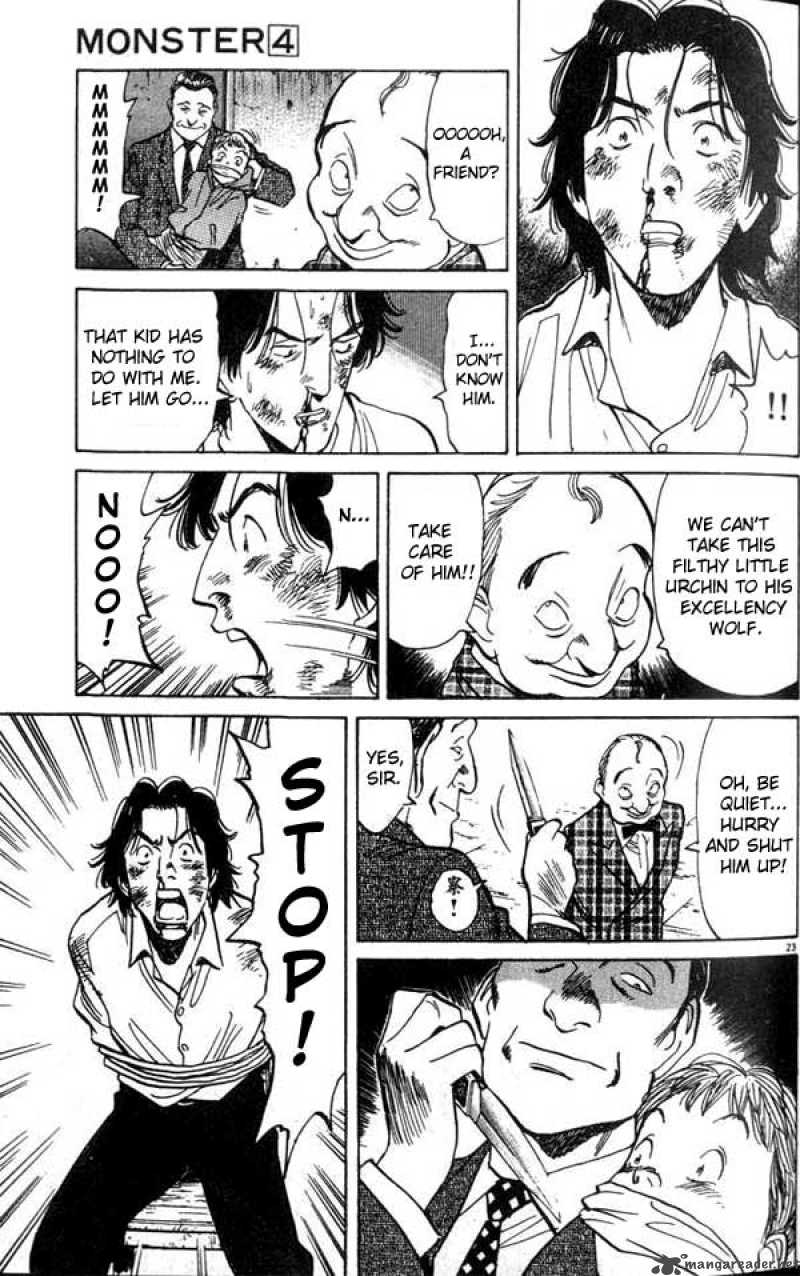 MONSTER 4
!!
OOOOOH,
A
FRIEND?
MMMMMM!
I...
DON'T
KNOW
HIM.
THAT KID HAS
NOTHING TO
DO WITH ME.
LET HIM GO...
WE CAN'T
TAKE THIS
FILTHY LITTLE
URCHIN TO HIS
EXCELLENCY
WOLF.
TAKE
CARE
OF HIM!!
N...
NOOO!
OH, BE
QUIET...
HURRY
AND SHUT
HIM UP!
YES,
SIR.
23
STOP!
mangareader.net